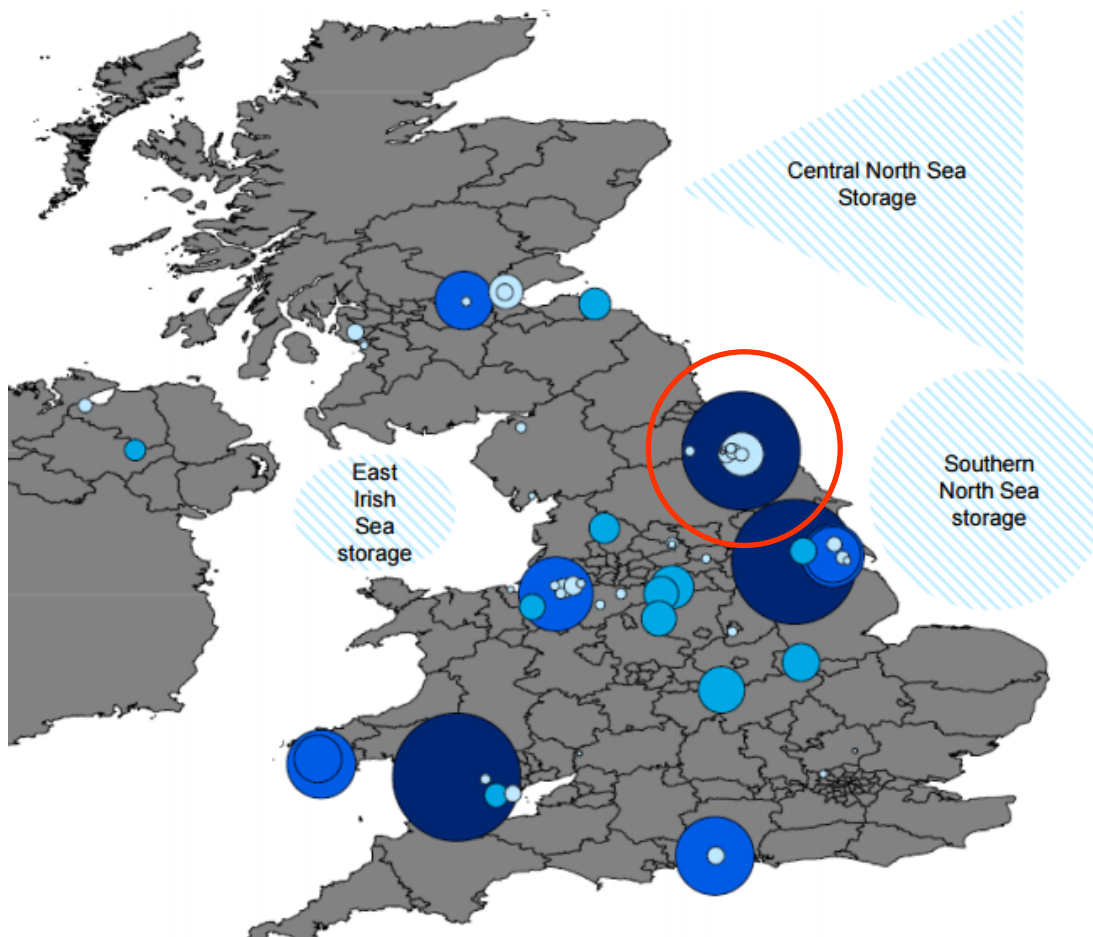 Central North Sea
Storage
East
Irish
Sea
storage
Southern
North Sea
storage